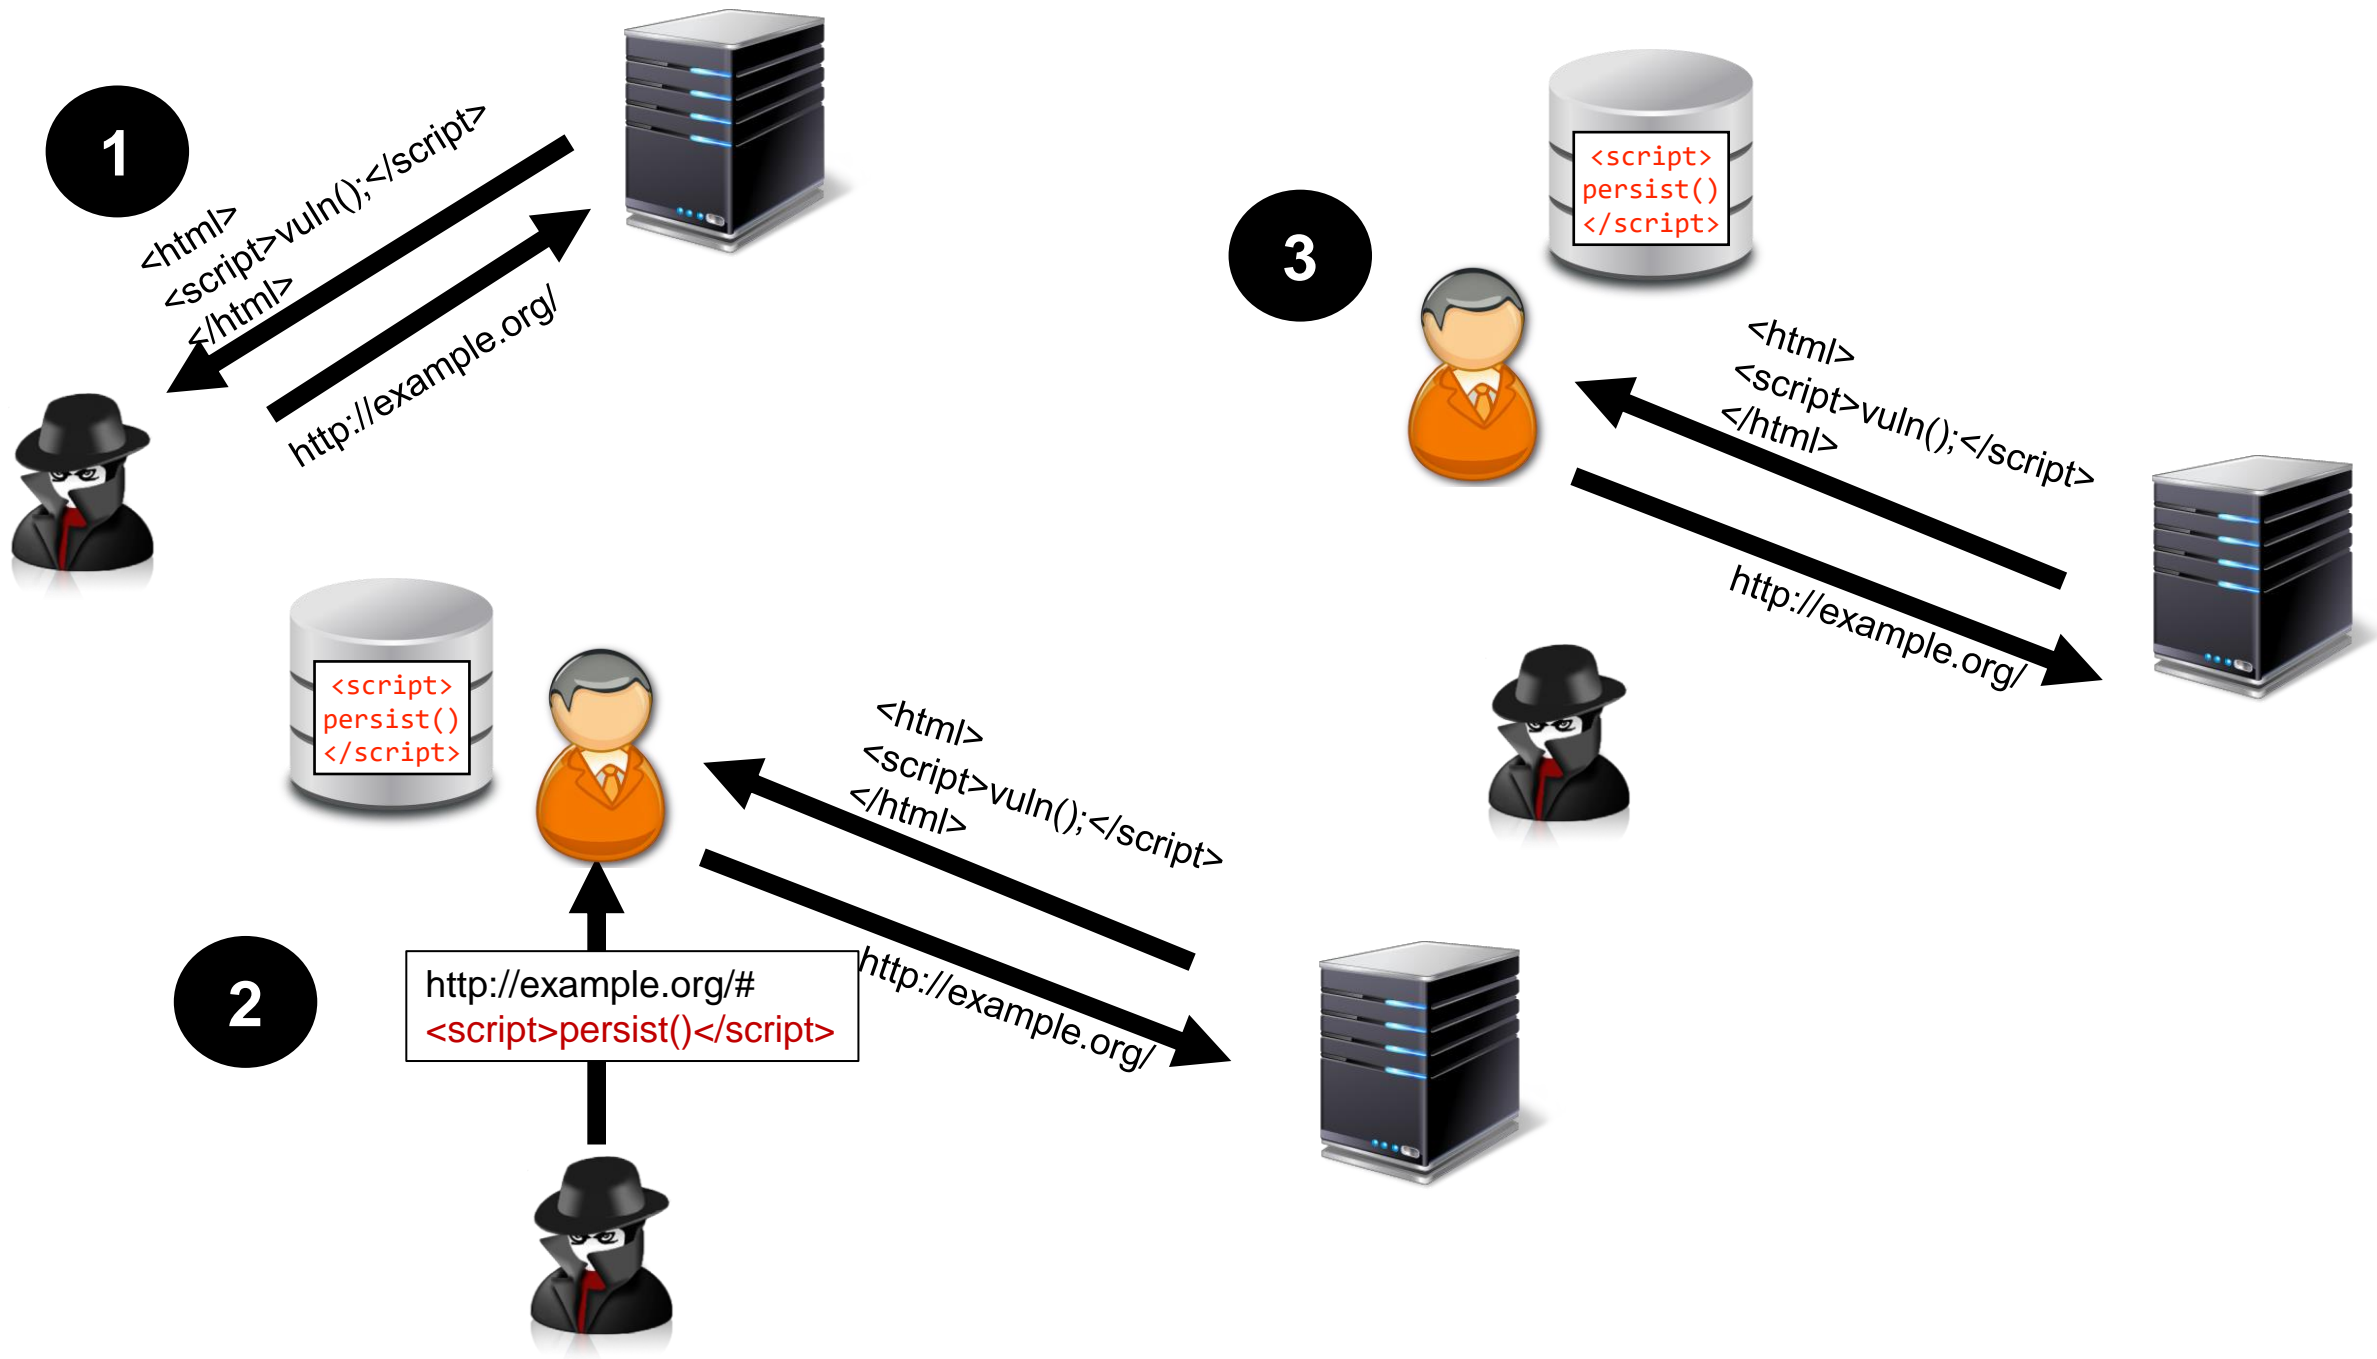 1
<html>
<script>vuln();</script>
</html>
http://example.org/
2
<script>
persist()
</script>
<html>
<script>vuln();</script>
</html>
http://example.org/
http://example.org/#
<script>persist()</script>
3
<script>
persist()
</script>
<html>
<script>vuln();</script>
</html>
http://example.org/